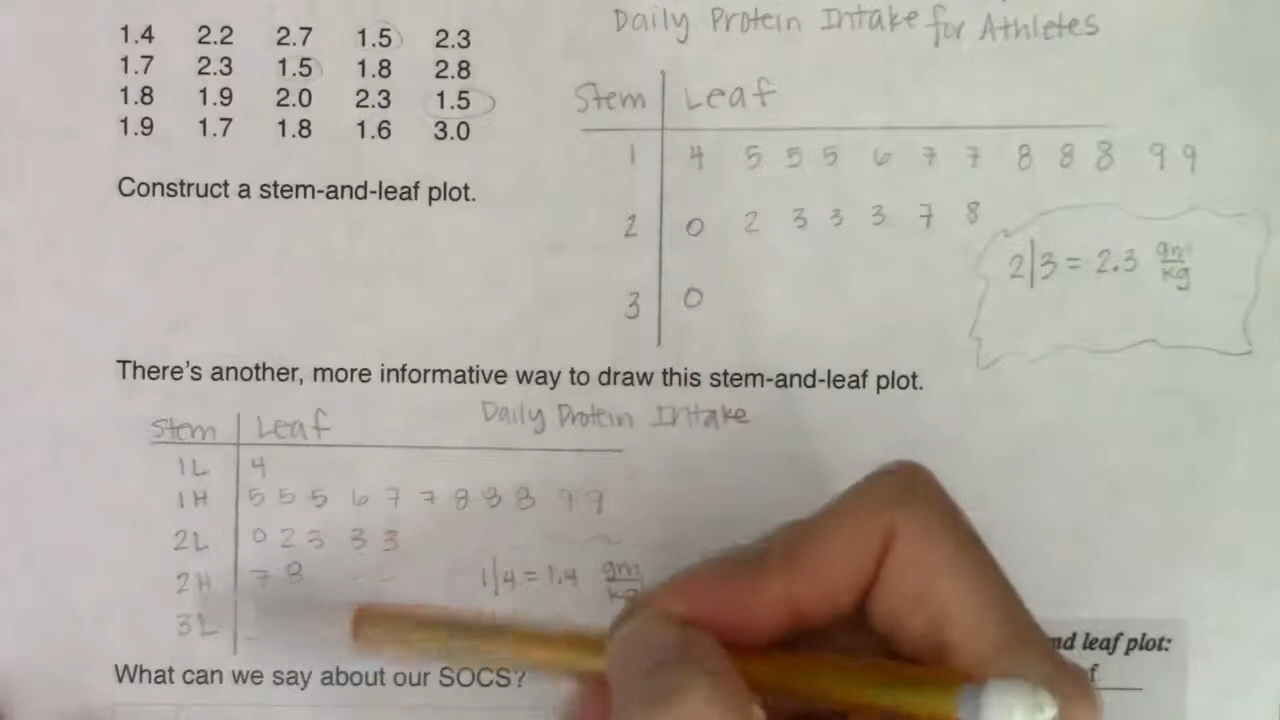 Daily Protein Intake for Athletes
1.4 2.2 2.7 1.5 2.3
1.7 2.3 1.5 1.8 2.8
1.8 1.9 2.0 2.3 1.5
1.9 1.7 1.8 1.6 3.0
Construct a stem-and-leaf plot.
Stem Leaf
1 4 5 5 5 6 7 7 8 8 8 9 9
2 0 2 3 3 3 7 8
3 0
2|3 = 2.3 gm/kg
There's another, more informative way to draw this stem-and-leaf plot.
Daily Protein Intake
Stem Leaf
1L 4
1H 5 5 5 6 7 7 8 8 8 9 9
2L 0 2 3 3 3
2H 7 8
3L
1|4 = 1.4 gm/kg
What can we say about our SOCS?
leaf plot: